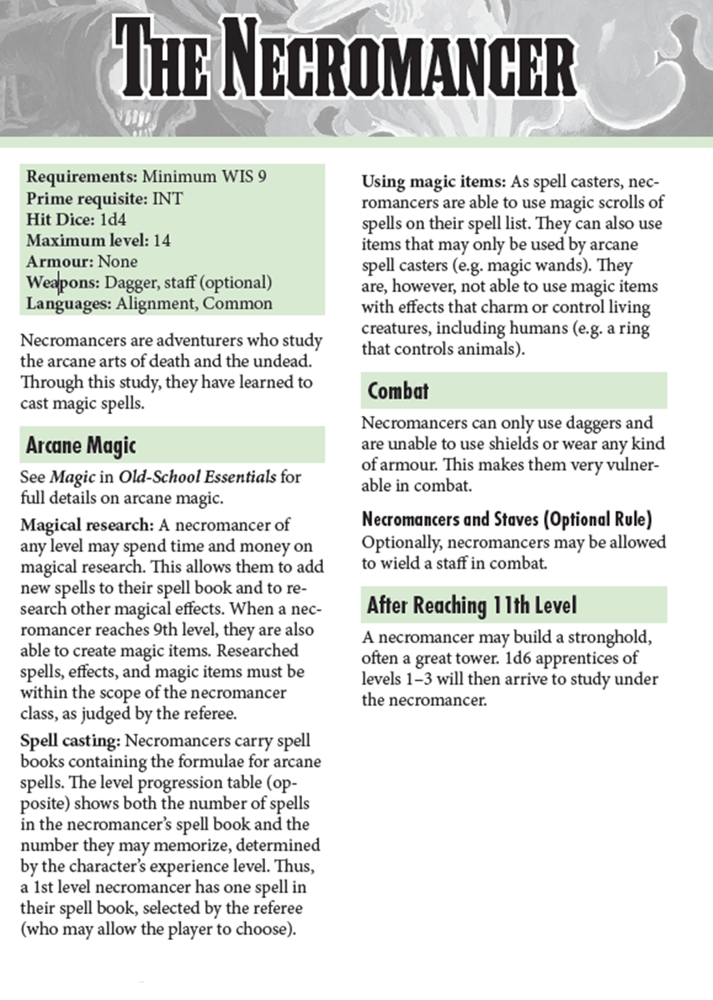 THE NECROMANCER
Requirements: Minimum WIS 9
Prime requisite: INT
Hit Dice: 1d4
Maximum level: 14
Armour: None
Weapons: Dagger, staff (optional)
Languages: Alignment, Common
Necromancers are adventurers who study
the arcane arts of death and the undead.
Through this study, they have learned to
cast magic spells.
Arcane Magic
See Magic in Old-School Essentials for
full details on arcane magic.
Magical research: A necromancer of
any level may spend time and money on
magical research. This allows them to add
new spells to their spell book and to re-
search other magical effects. When a nec-
romancer reaches 9th level, they are also
able to create magic items. Researched
spells, effects, and magic items must be
within the scope of the necromancer
class, as judged by the referee.
Spell casting: Necromancers carry spell
books containing the formulae for arcane
spells. The level progression table (op-
posite) shows both the number of spells
in the necromancer's spell book and the
number they may memorize, determined
by the character's experience level. Thus,
a 1st level necromancer has one spell in
their spell book, selected by the referee
(who may allow the player to choose).
Using magic items: As spell casters, nec-
romancers are able to use magic scrolls of
spells on their spell list. They can also use
items that may only be used by arcane
spell casters (e.g. magic wands). They
are, however, not able to use magic items
with effects that charm or control living
creatures, including humans (e.g. a ring
that controls animals).
Combat
Necromancers can only use daggers and
are unable to use shields or wear any kind
of armour. This makes them very vulner-
able in combat.
Necromancers and Staves (Optional Rule)
Optionally, necromancers may be allowed
to wield a staff in combat.
After Reaching 11th Level
A necromancer may build a stronghold,
often a great tower. 1d6 apprentices of
levels 1–3 will then arrive to study under
the necromancer.